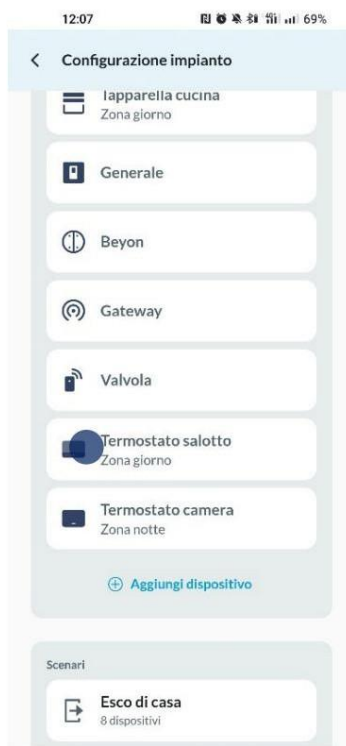 12:07 69%
Configurazione impianto
Tapparella cucina
Zona giorno
Generale
Beyon
Gateway
Valvola
Termostato salotto
Zona giorno
Termostato camera
Zona notte
Aggiungi dispositivo
Scenari
Esco di casa
8 dispositivi